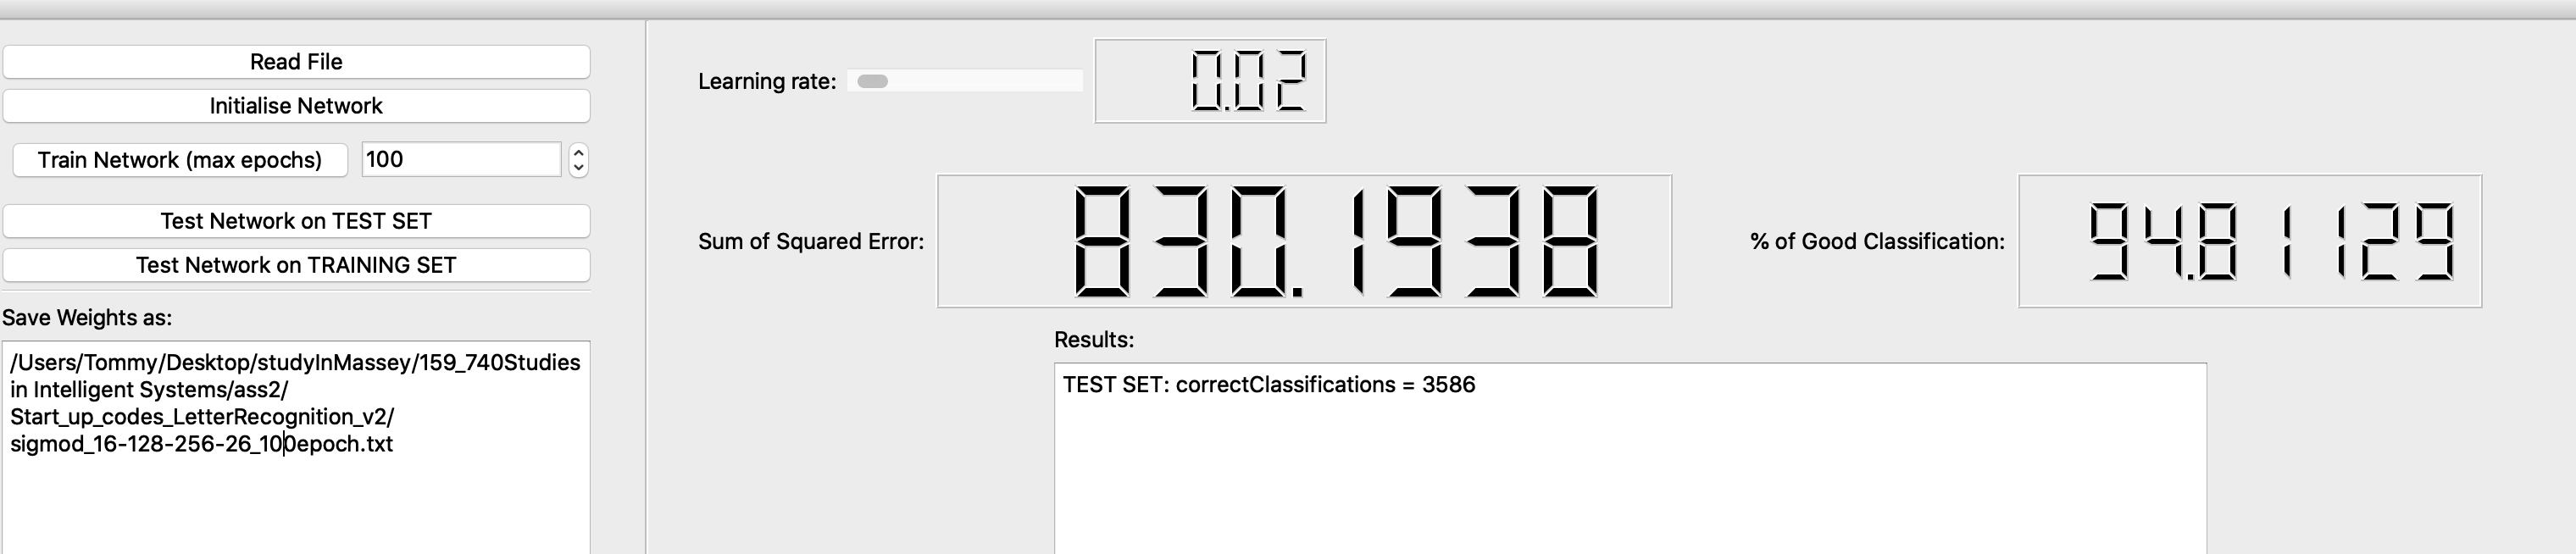 Read File
Initialise Network
Train Network (max epochs) 100
Test Network on TEST SET
Test Network on TRAINING SET
Save Weights as:
/Users/Tommy/Desktop/studyInMassey/159_740Studies
in Intelligent Systems/ass2/
Start_up_codes_LetterRecognition_v2/
sigmod_16-128-256-26_100epoch.txt
Learning rate: 0.02
Sum of Squared Error: 830.1938
% of Good Classification: 94.81129
Results:
TEST SET: correctClassifications = 3586